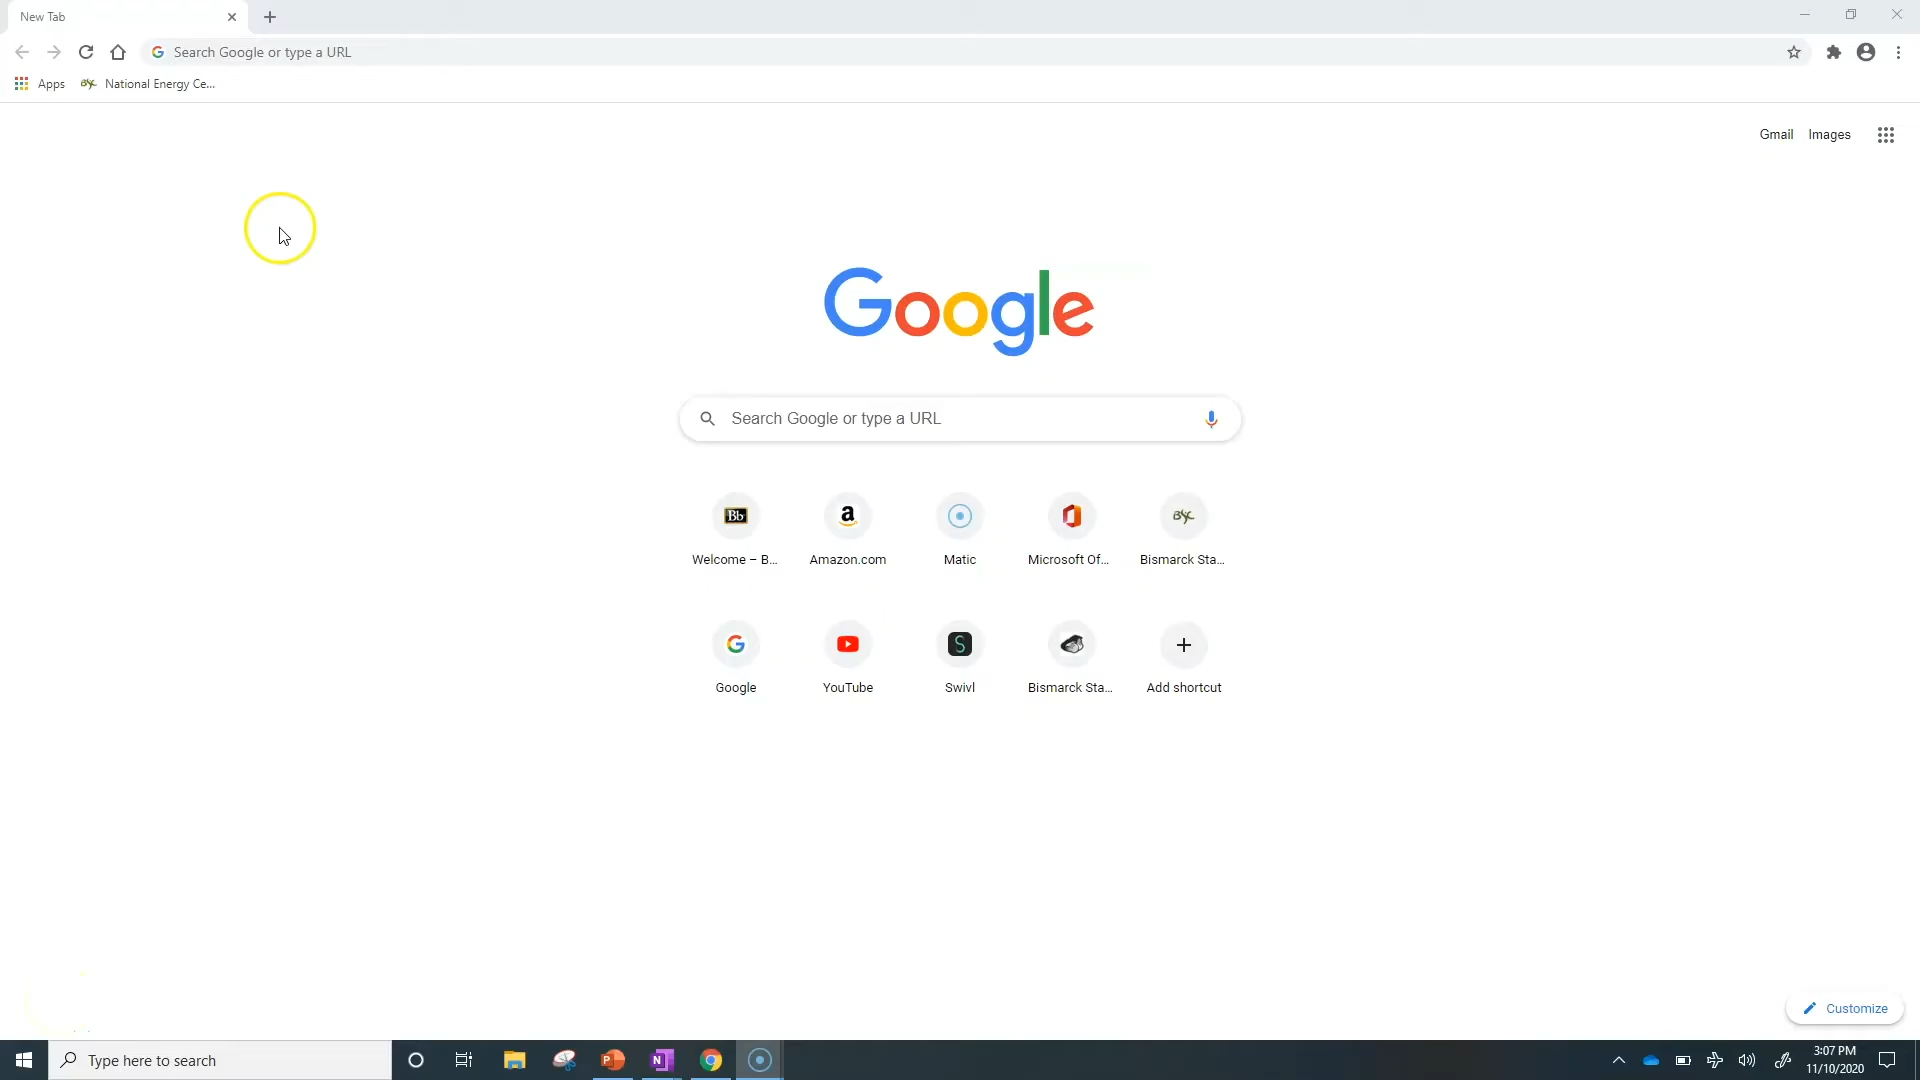 New Tab
Search Google or type a URL
Apps
National Energy Ce...
Gmail
Images
Google
Search Google or type a URL
Bb
a
BSC
Welcome – B...
Amazon.com
Matic
Microsoft Of...
Bismarck Sta...
G
S
Google
YouTube
Swivl
Bismarck Sta...
Add shortcut
Customize
Type here to search
P
N
3:07 PM
11/10/2020